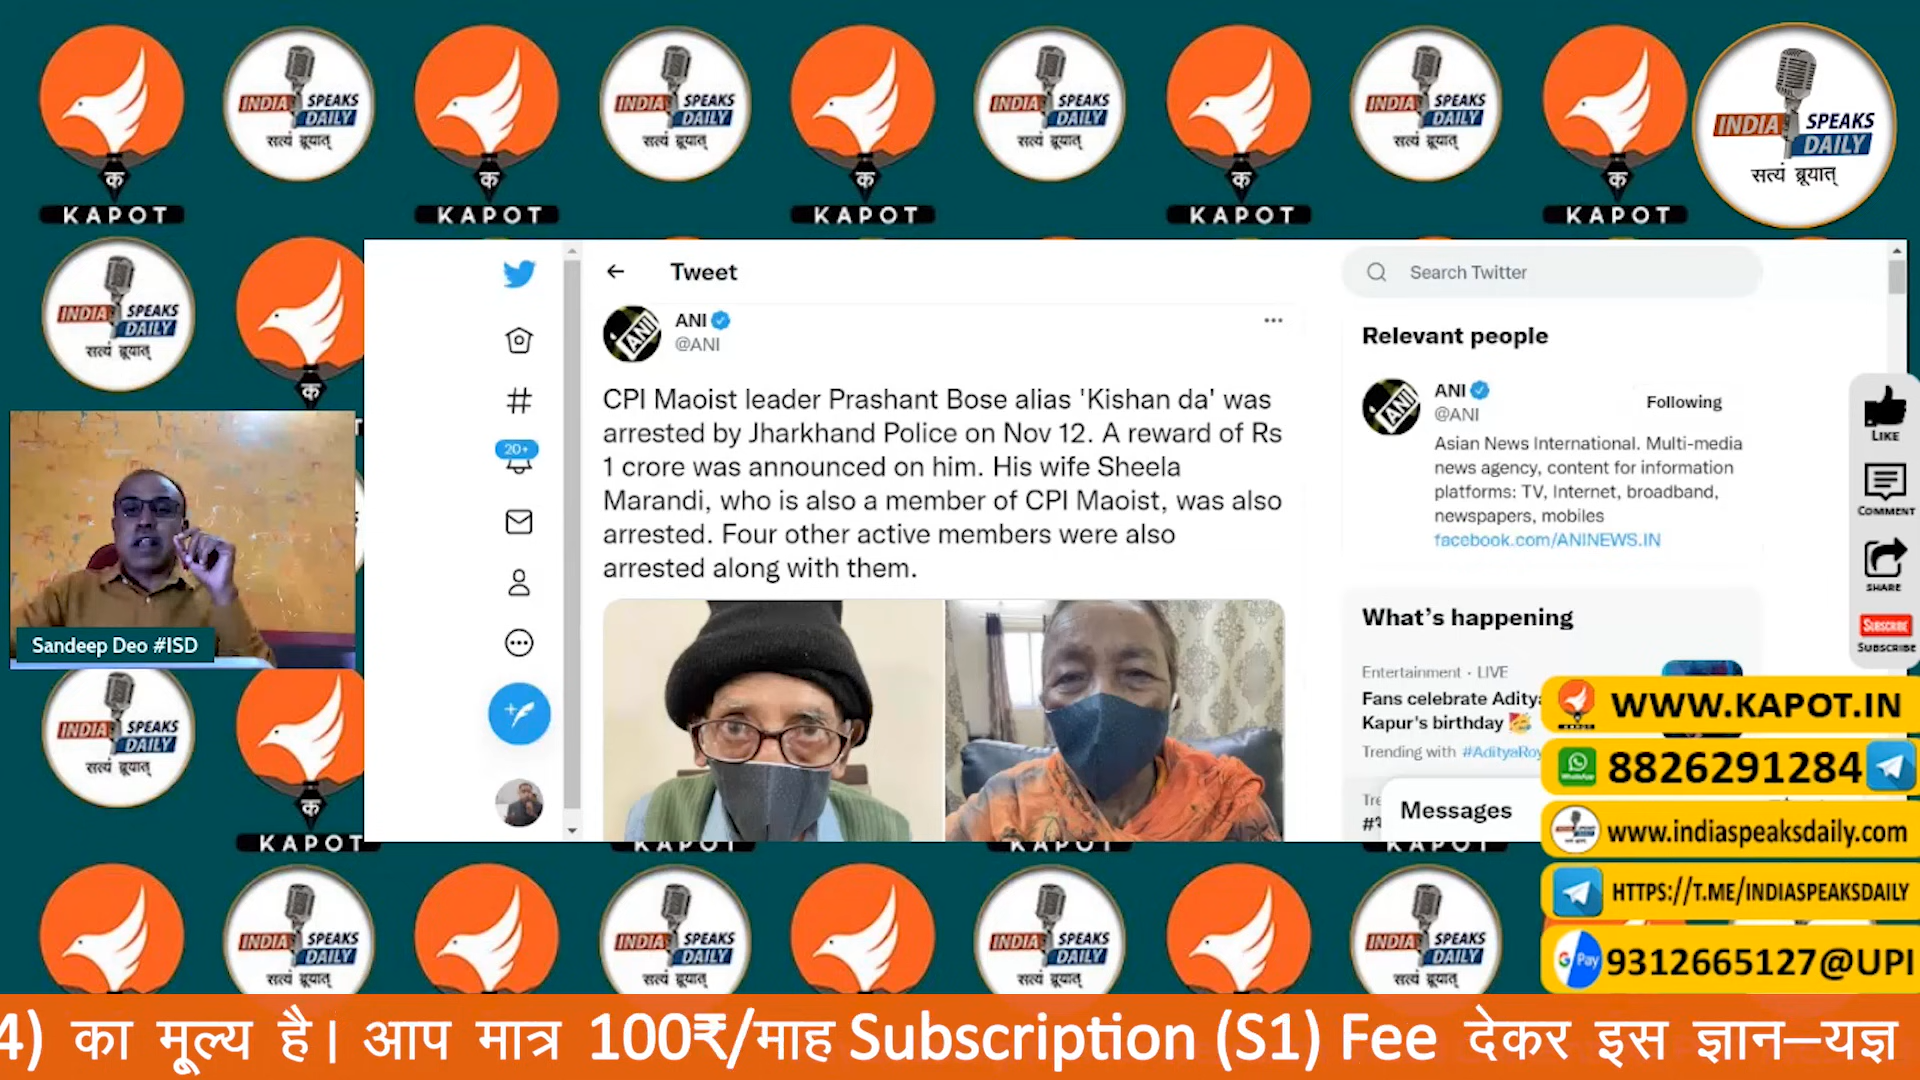 KAPOT
INDIA SPEAKS DAILY
सत्यं ब्रूयात्
क
Tweet
ANI
@ANI
CPI Maoist leader Prashant Bose alias 'Kishan da' was
arrested by Jharkhand Police on Nov 12. A reward of Rs
1 crore was announced on him. His wife Sheela
Marandi, who is also a member of CPI Maoist, was also
arrested. Four other active members were also
arrested along with them.
20+
Search Twitter
Relevant people
ANI
@ANI
Following
Asian News International. Multi-media
news agency, content for information
platforms: TV, Internet, broadband,
newspapers, mobiles
facebook.com/ANINEWS.IN
What's happening
Entertainment · LIVE
Fans celebrate Aditya
Kapur's birthday
Trending with #AdityaRoy
Messages
LIKE
COMMENT
SHARE
SUBSCRIBE
SUBSCRIBE
Sandeep Deo #ISD
WWW.KAPOT.IN
8826291284
www.indiaspeaksdaily.com
HTTPS://T.ME/INDIASPEAKSDAILY
G Pay 9312665127@UPI
4) का मूल्य है। आप मात्र 100₹/माह Subscription (S1) Fee देकर इस ज्ञान–यज्ञ